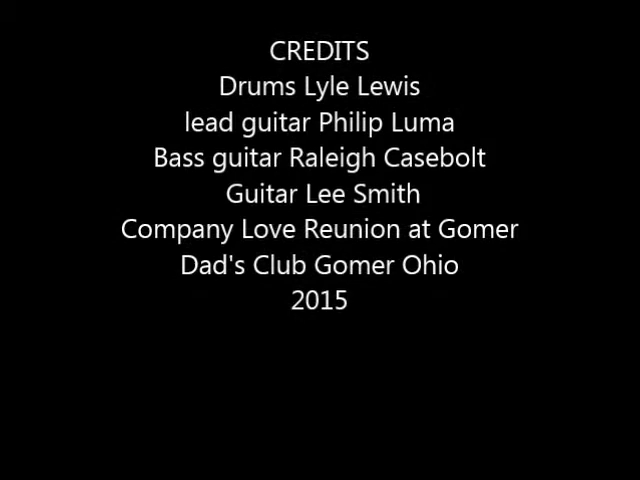 CREDITS
Drums Lyle Lewis
lead guitar Philip Luma
Bass guitar Raleigh Casebolt
Guitar Lee Smith
Company Love Reunion at Gomer
Dad's Club Gomer Ohio
2015